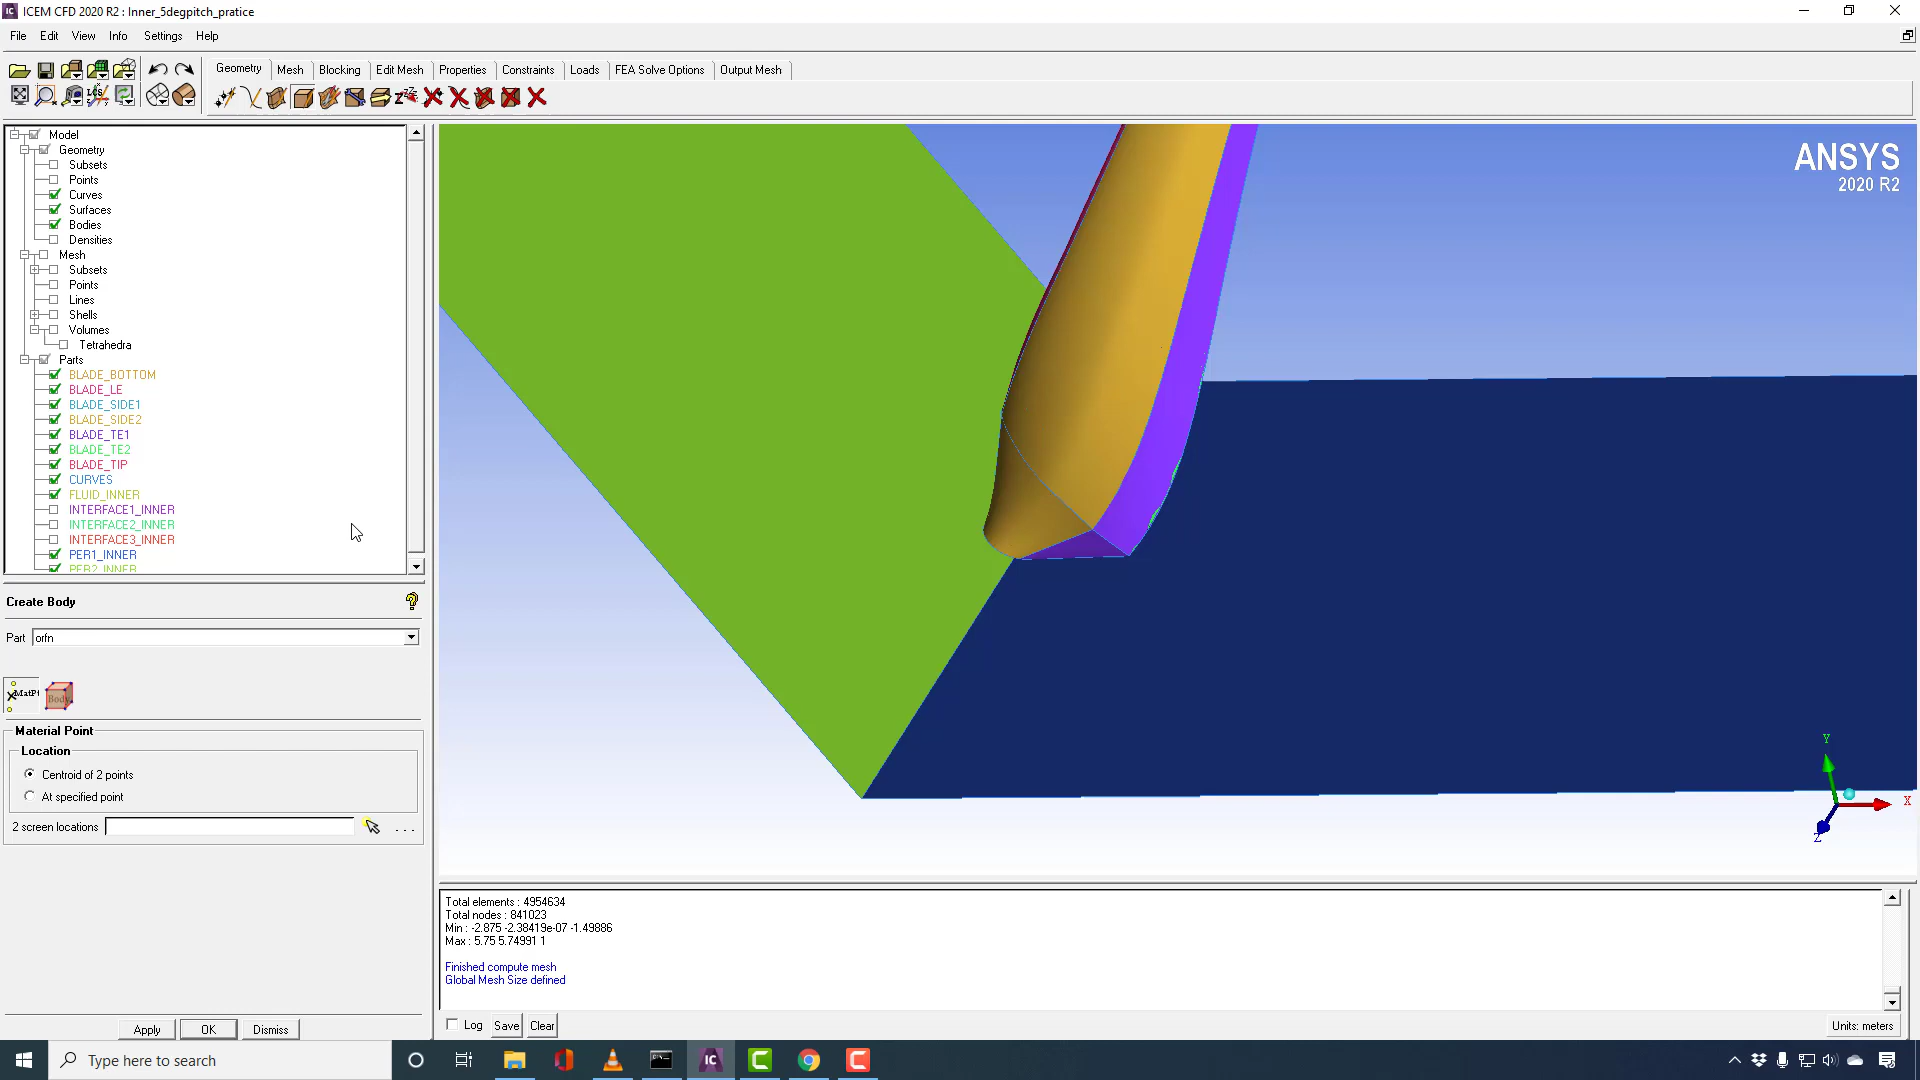 ICEM CFD 2020 R2 : Inner_5degpitch_pratice
File Edit View Info Settings Help
Geometry Mesh Blocking Edit Mesh Properties Constraints Loads FEA Solve Options Output Mesh
LCS
Model
Geometry
Subsets
Points
Curves
Surfaces
Bodies
Densities
Mesh
Subsets
Points
Lines
Shells
Volumes
Tetrahedra
Parts
BLADE_BOTTOM
BLADE_LE
BLADE_SIDE1
BLADE_SIDE2
BLADE_TE1
BLADE_TE2
BLADE_TIP
CURVES
FLUID_INNER
INTERFACE1_INNER
INTERFACE2_INNER
INTERFACE3_INNER
PER1_INNER
PER2_INNER
Create Body
Part orfn
MatPt Body
Material Point
Location
Centroid of 2 points
At specified point
2 screen locations ...
Apply OK Dismiss
ANSYS
2020 R2
Y
X
Z
Total elements : 4954634
Total nodes : 841023
Min : -2.875 -2.38419e-07 -1.49886
Max : 5.75 5.74991 1
Finished compute mesh
Global Mesh Size defined
Log Save Clear
Units: meters
Type here to search
IC